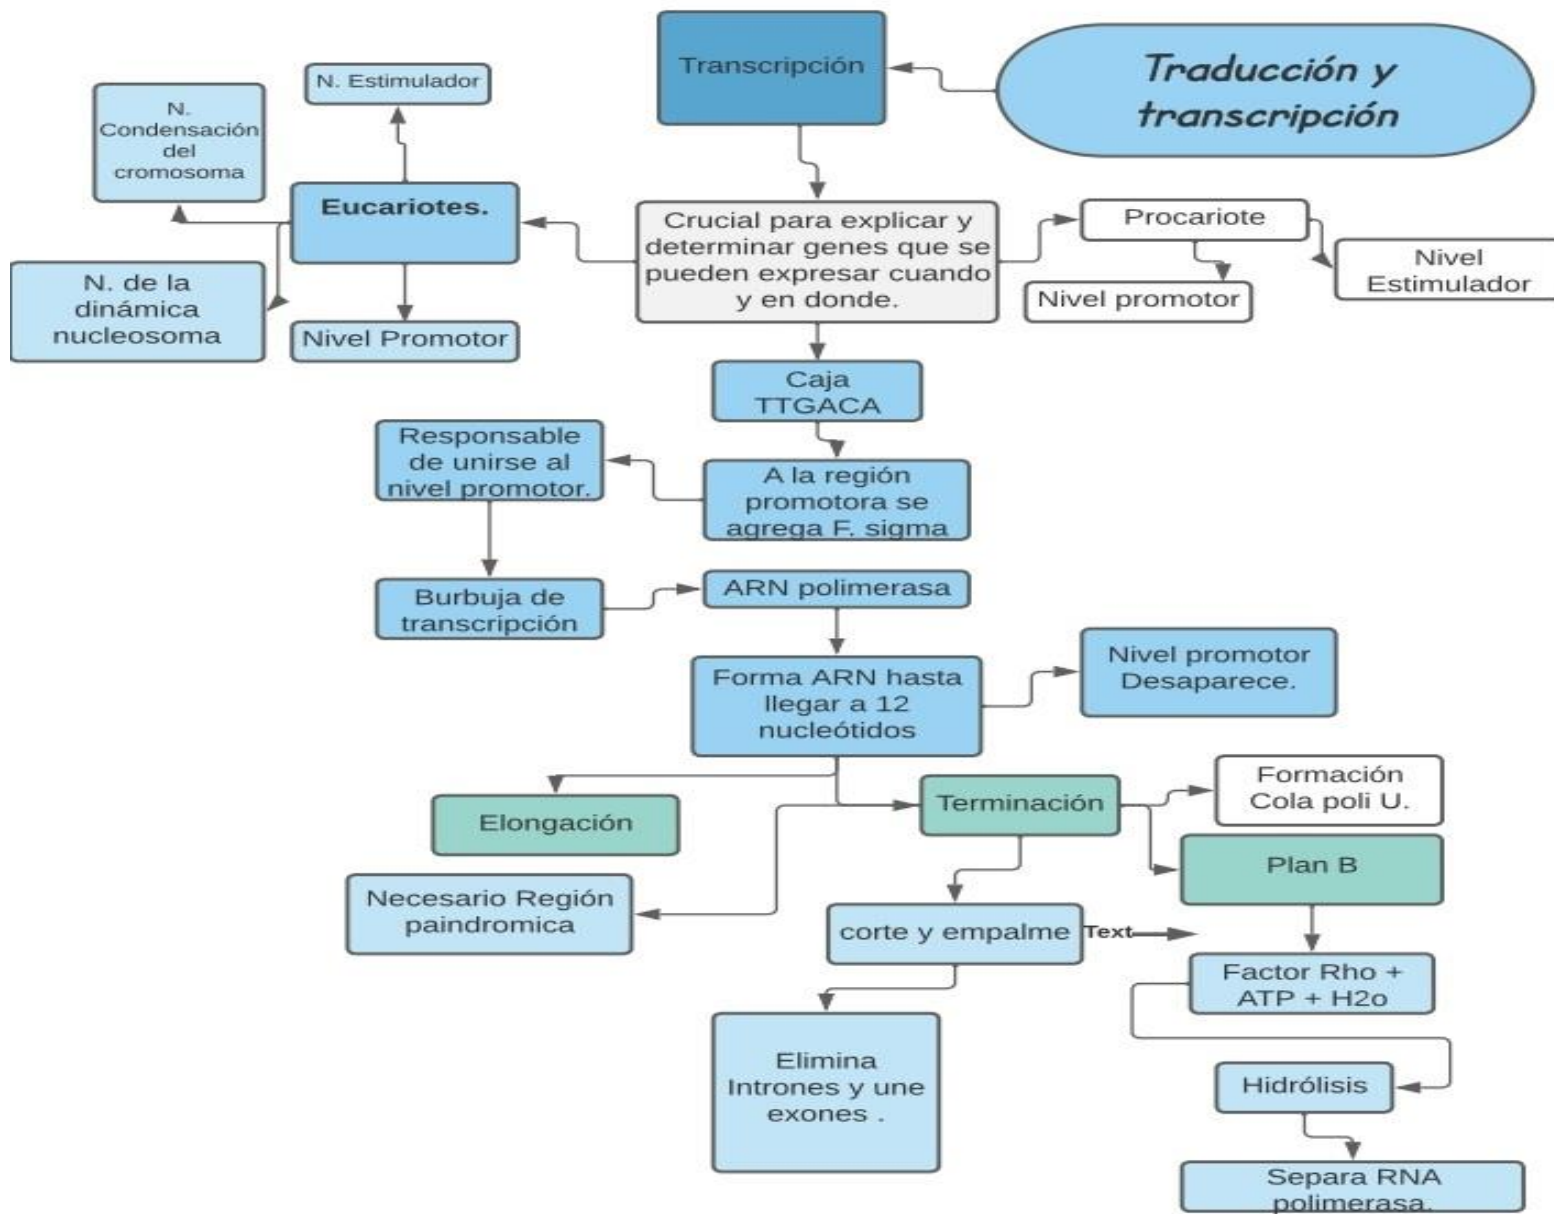 Traducción y
transcripción
Transcripción
N. Estimulador
N.
Condensación
del
cromosoma
Eucariotes.
N. de la
dinámica
nucleosoma
Nivel Promotor
Crucial para explicar y
determinar genes que se
pueden expresar cuando
y en donde.
Procariote
Nivel promotor
Nivel
Estimulador
Caja
TTGACA
A la región
promotora se
agrega F. sigma
Responsable
de unirse al
nivel promotor.
Burbuja de
transcripción
ARN polimerasa
Forma ARN hasta
llegar a 12
nucleótidos
Nivel promotor
Desaparece.
Elongación
Terminación
Formación
Cola poli U.
Plan B
Necesario Región
paindromica
corte y empalme
Text
Factor Rho +
ATP + H2o
Elimina
Intrones y une
exones .
Hidrólisis
Separa RNA
polimerasa.